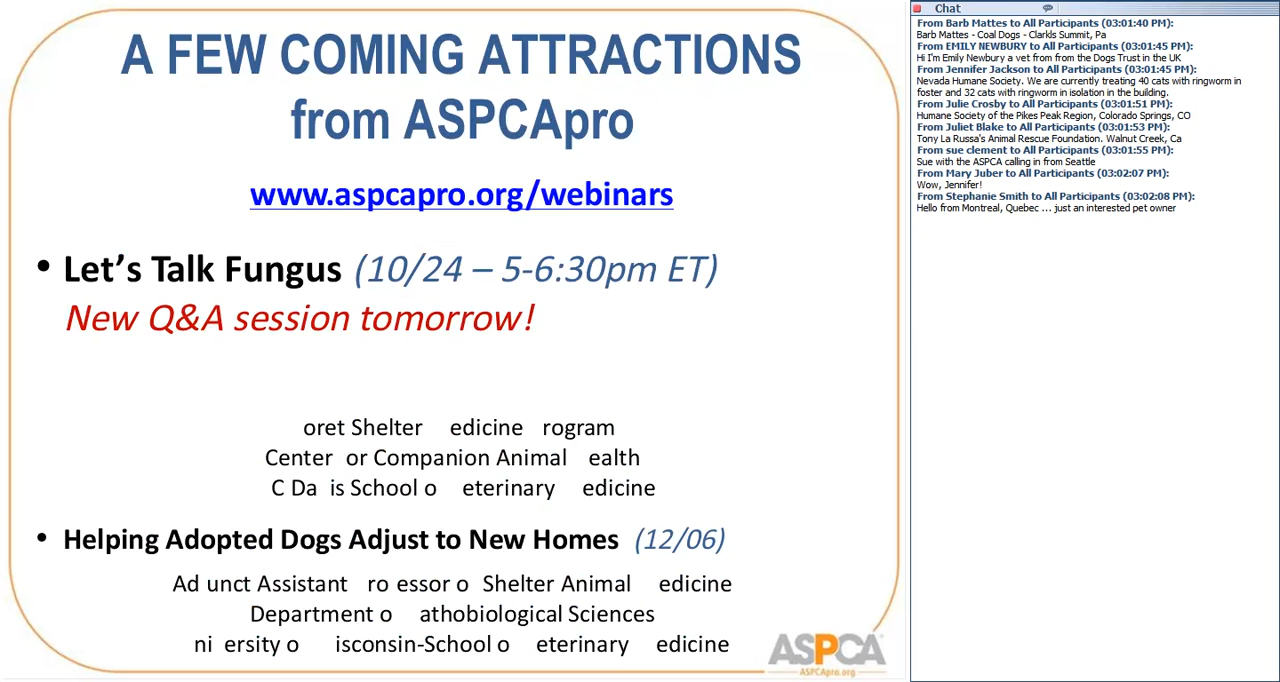 A FEW COMING ATTRACTIONS
from ASPCApro
www.aspcapro.org/webinars
• Let's Talk Fungus (10/24 – 5-6:30pm ET)
New Q&A session tomorrow!
oret Shelter edicine rogram
Center or Companion Animal ealth
C Da is School o eterinary edicine
• Helping Adopted Dogs Adjust to New Homes (12/06)
Ad unct Assistant ro essor o Shelter Animal edicine
Department o athobiological Sciences
ni ersity o isconsin-School o eterinary edicine
ASPCA
ASPCApro.org
Chat
From Barb Mattes to All Participants (03:01:40 PM):
Barb Mattes - Coal Dogs - Clarkls Summit, Pa
From EMILY NEWBURY to All Participants (03:01:45 PM):
Hi I'm Emily Newbury a vet from from the Dogs Trust in the UK
From Jennifer Jackson to All Participants (03:01:45 PM):
Nevada Humane Society. We are currently treating 40 cats with ringworm in
foster and 32 cats with ringworm in isolation in the building.
From Julie Crosby to All Participants (03:01:51 PM):
Humane Society of the Pikes Peak Region, Colorado Springs, CO
From Juliet Blake to All Participants (03:01:53 PM):
Tony La Russa's Animal Rescue Foundation. Walnut Creek, Ca
From sue clement to All Participants (03:01:55 PM):
Sue with the ASPCA calling in from Seattle
From Mary Juber to All Participants (03:02:07 PM):
Wow, Jennifer!
From Stephanie Smith to All Participants (03:02:08 PM):
Hello from Montreal, Quebec ... just an interested pet owner